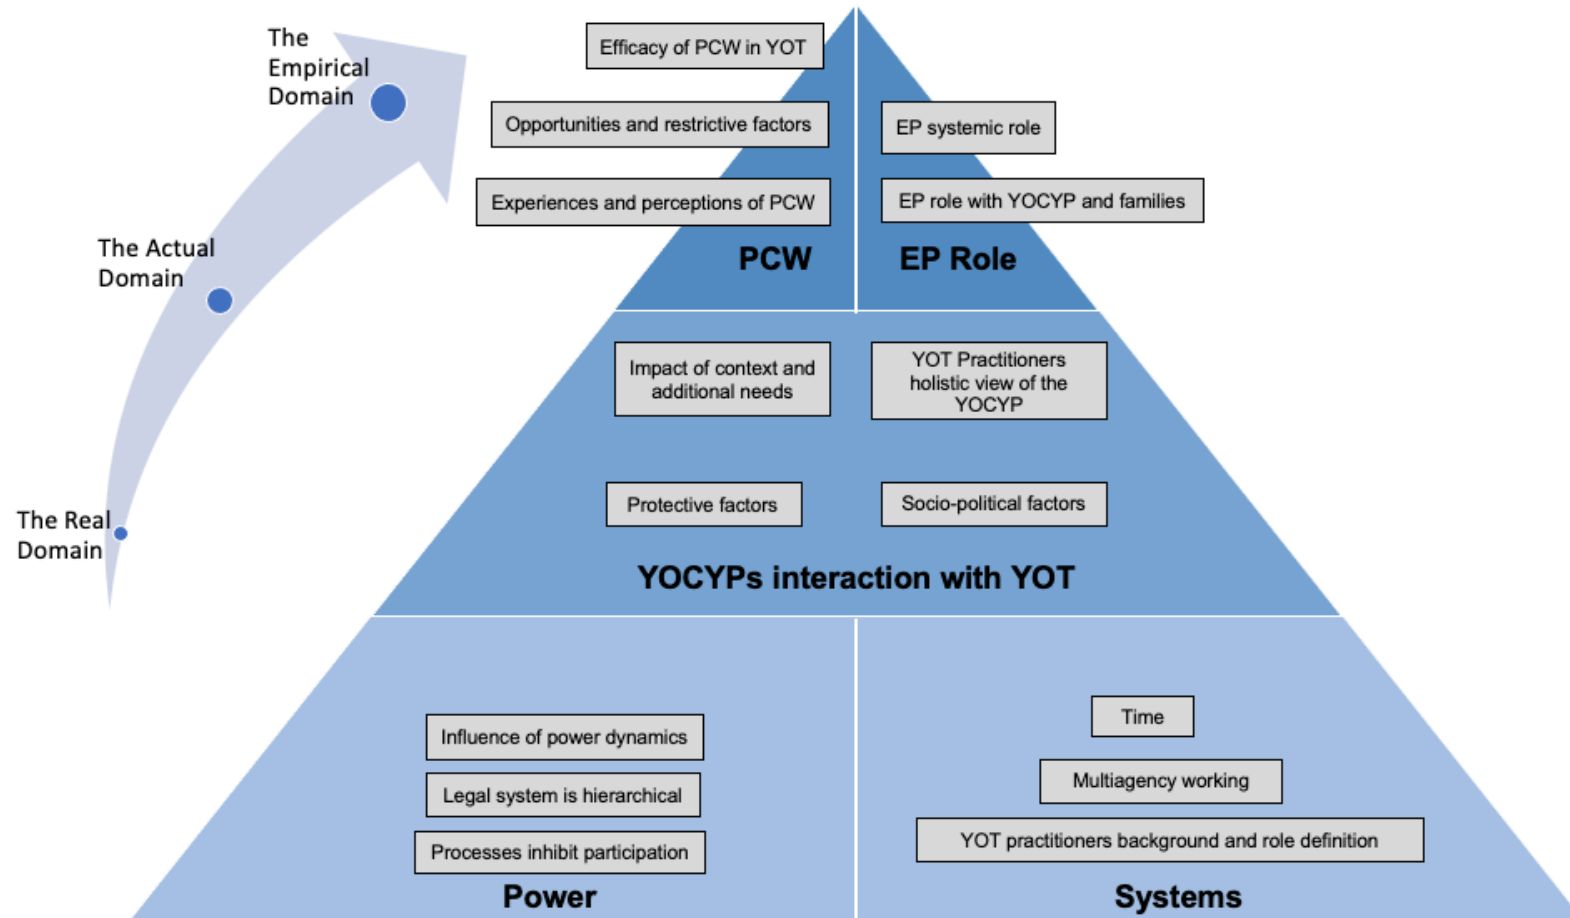 The
Empirical
Domain
The Actual
Domain
The Real
Domain
Efficacy of PCW in YOT
Opportunities and restrictive factors
Experiences and perceptions of PCW
PCW
EP systemic role
EP role with YOCYP and families
EP Role
Impact of context and
additional needs
YOT Practitioners
holistic view of the
YOCYP
Protective factors
Socio-political factors
YOCYPs interaction with YOT
Influence of power dynamics
Legal system is hierarchical
Processes inhibit participation
Power
Time
Multiagency working
YOT practitioners background and role definition
Systems